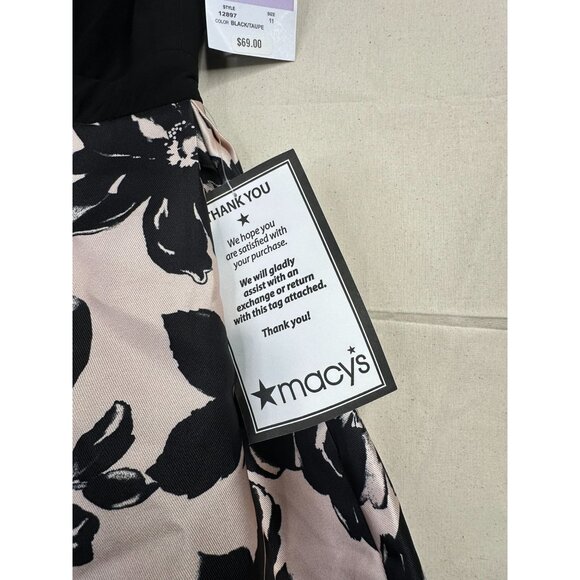 STYLE SIZE
12897 11
COLOR BLACK/TAUPE
$69.00
THANK YOU
We hope you
are satisfied with
your purchase.
We will gladly
assist with an
exchange or return
with this tag attached.
Thank you!
macy's